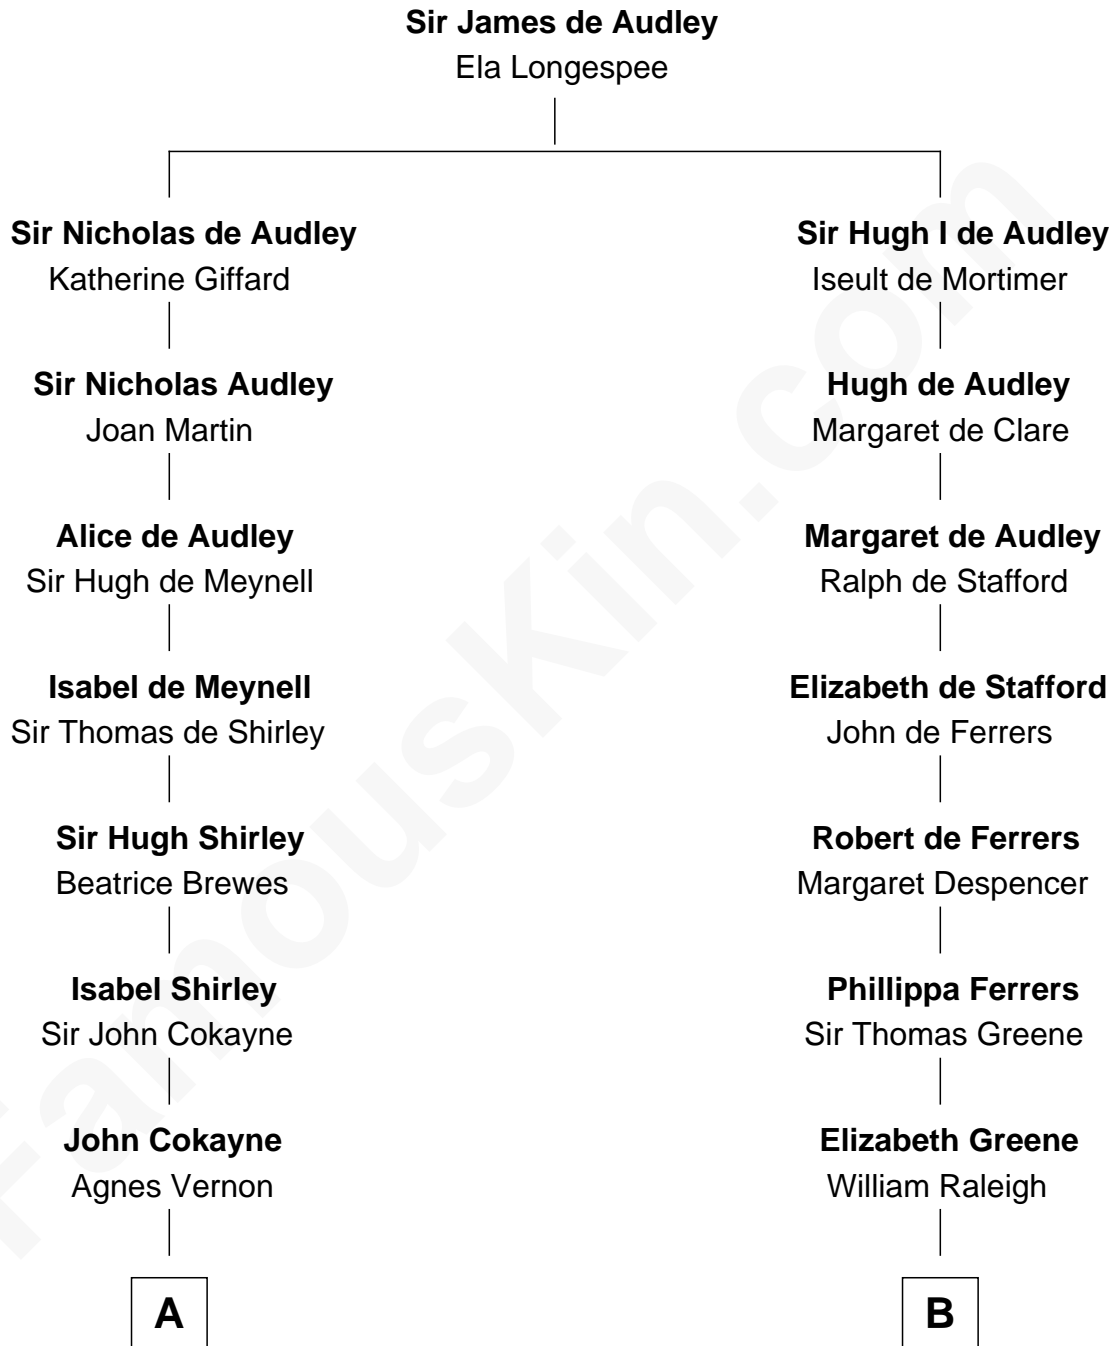 Sir James de Audley
Ela Longespee
Sir Nicholas de Audley
Katherine Giffard
Sir Hugh I de Audley
Iseult de Mortimer
Sir Nicholas Audley
Joan Martin
Hugh de Audley
Margaret de Clare
Alice de Audley
Sir Hugh de Meynell
Margaret de Audley
Ralph de Stafford
Isabel de Meynell
Sir Thomas de Shirley
Elizabeth de Stafford
John de Ferrers
Sir Hugh Shirley
Beatrice Brewes
Robert de Ferrers
Margaret Despencer
Isabel Shirley
Sir John Cokayne
Phillippa Ferrers
Sir Thomas Greene
John Cokayne
Agnes Vernon
Elizabeth Greene
William Raleigh
A
B
FamousKin.com